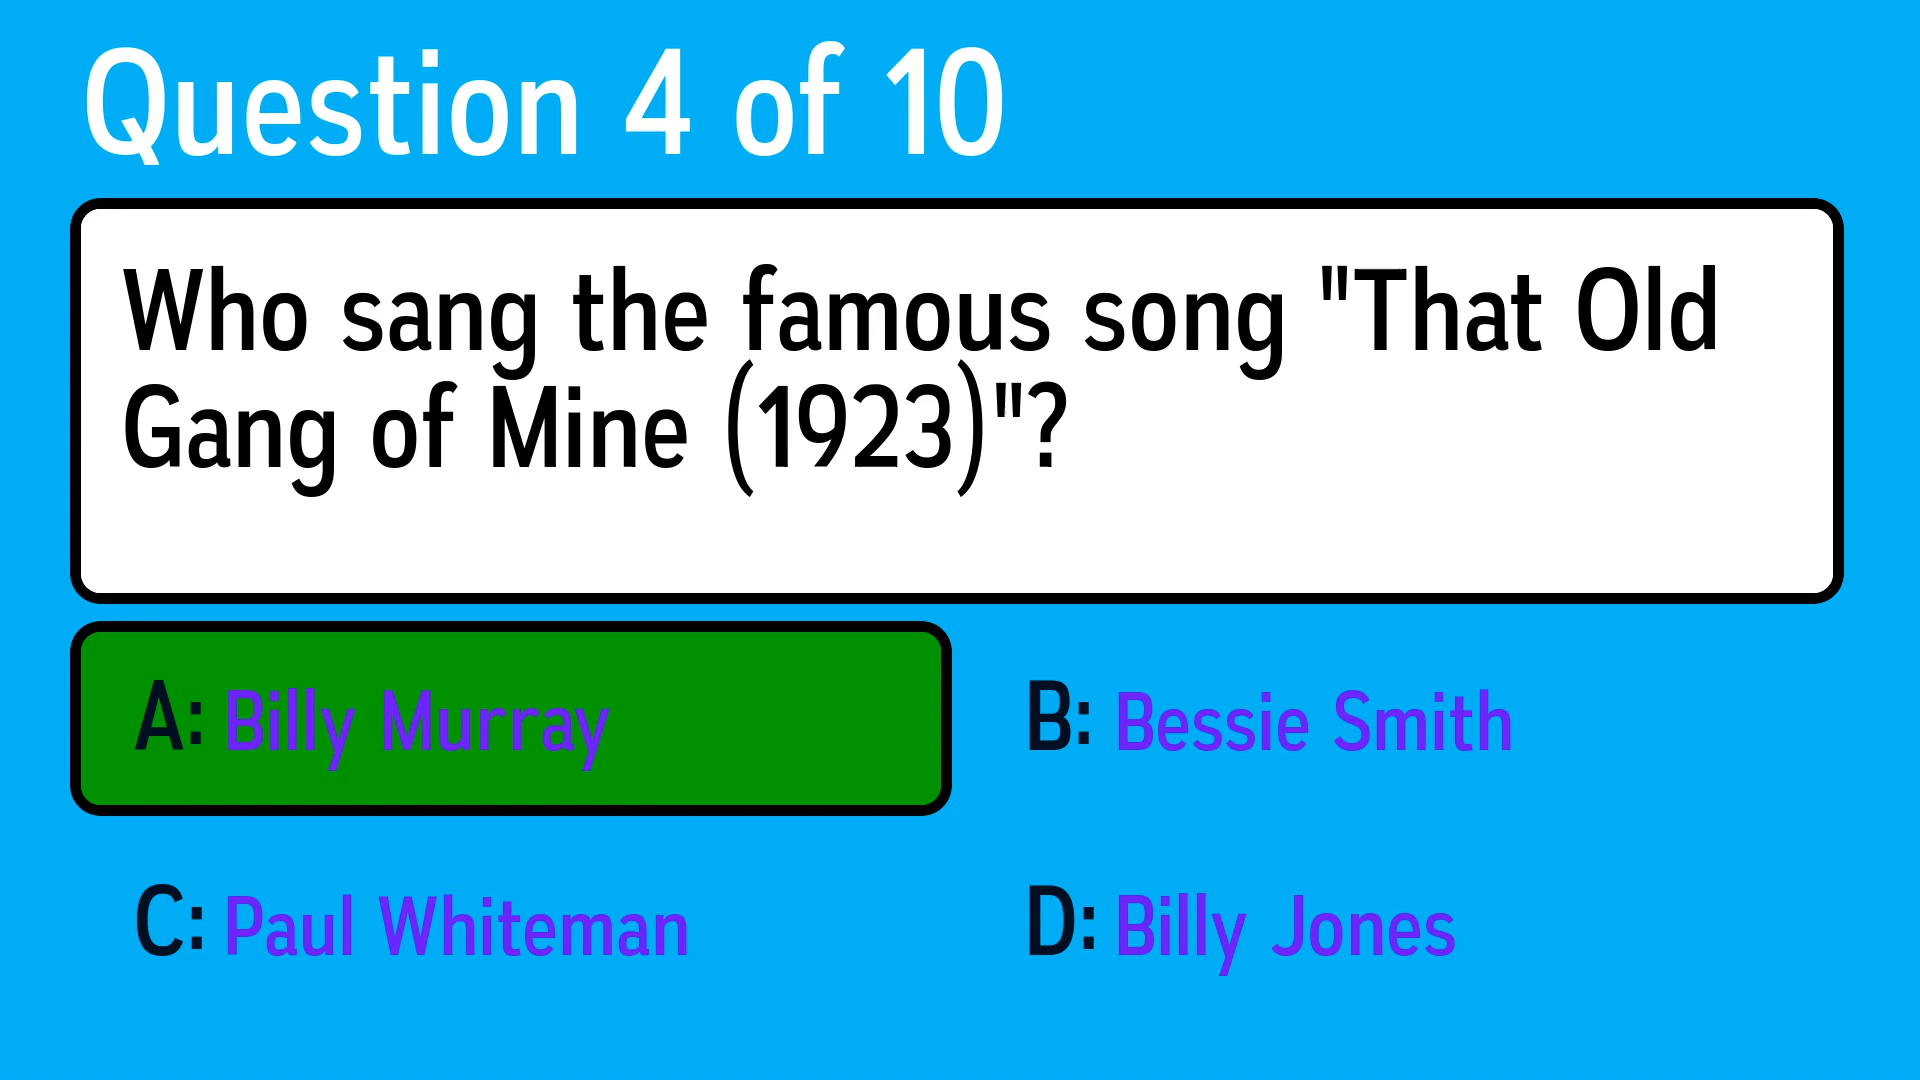 Question 4 of 10
Who sang the famous song "That Old
Gang of Mine (1923)"?
A: Billy Murray
B: Bessie Smith
C: Paul Whiteman
D: Billy Jones